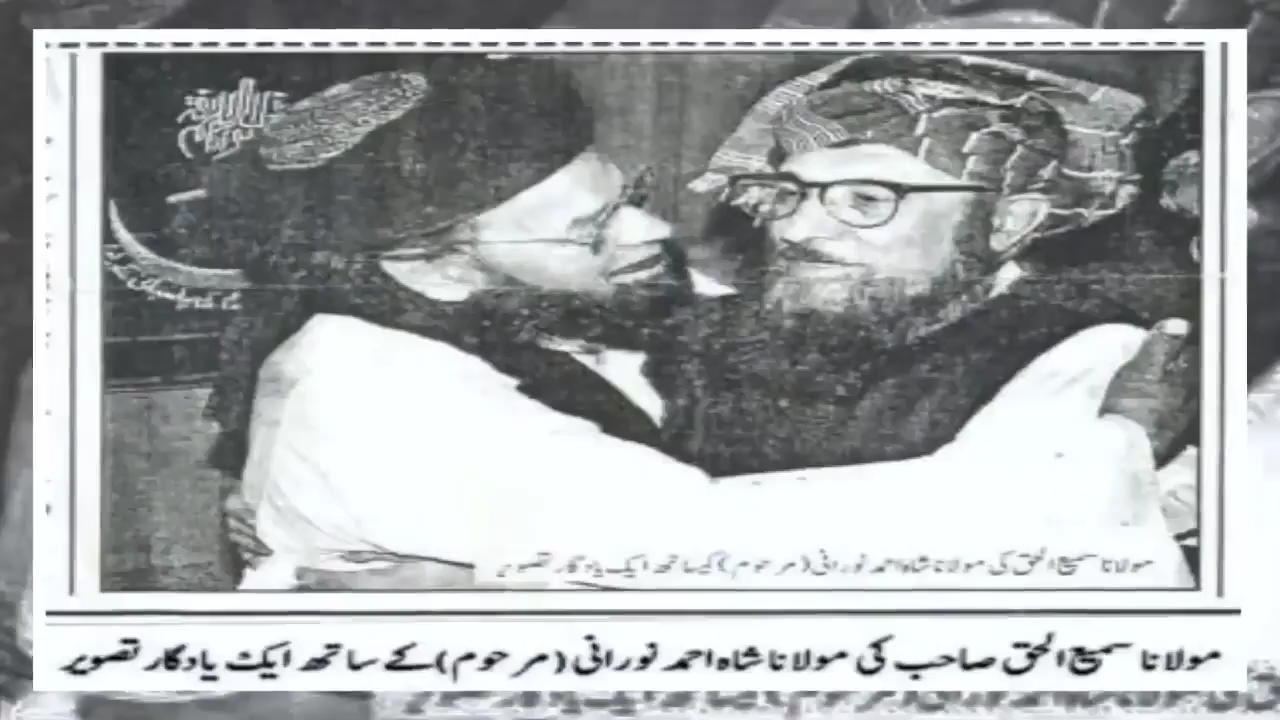 مولانا سمیع الحق کی مولانا شاہ احمد نورانی (مرحوم) کیساتھ ایک یادگار تصویر
مولانا سمیع الحق صاحب کی مولانا شاہ احمد نورانی (مرحوم) کے ساتھ ایک یادگار تصویر